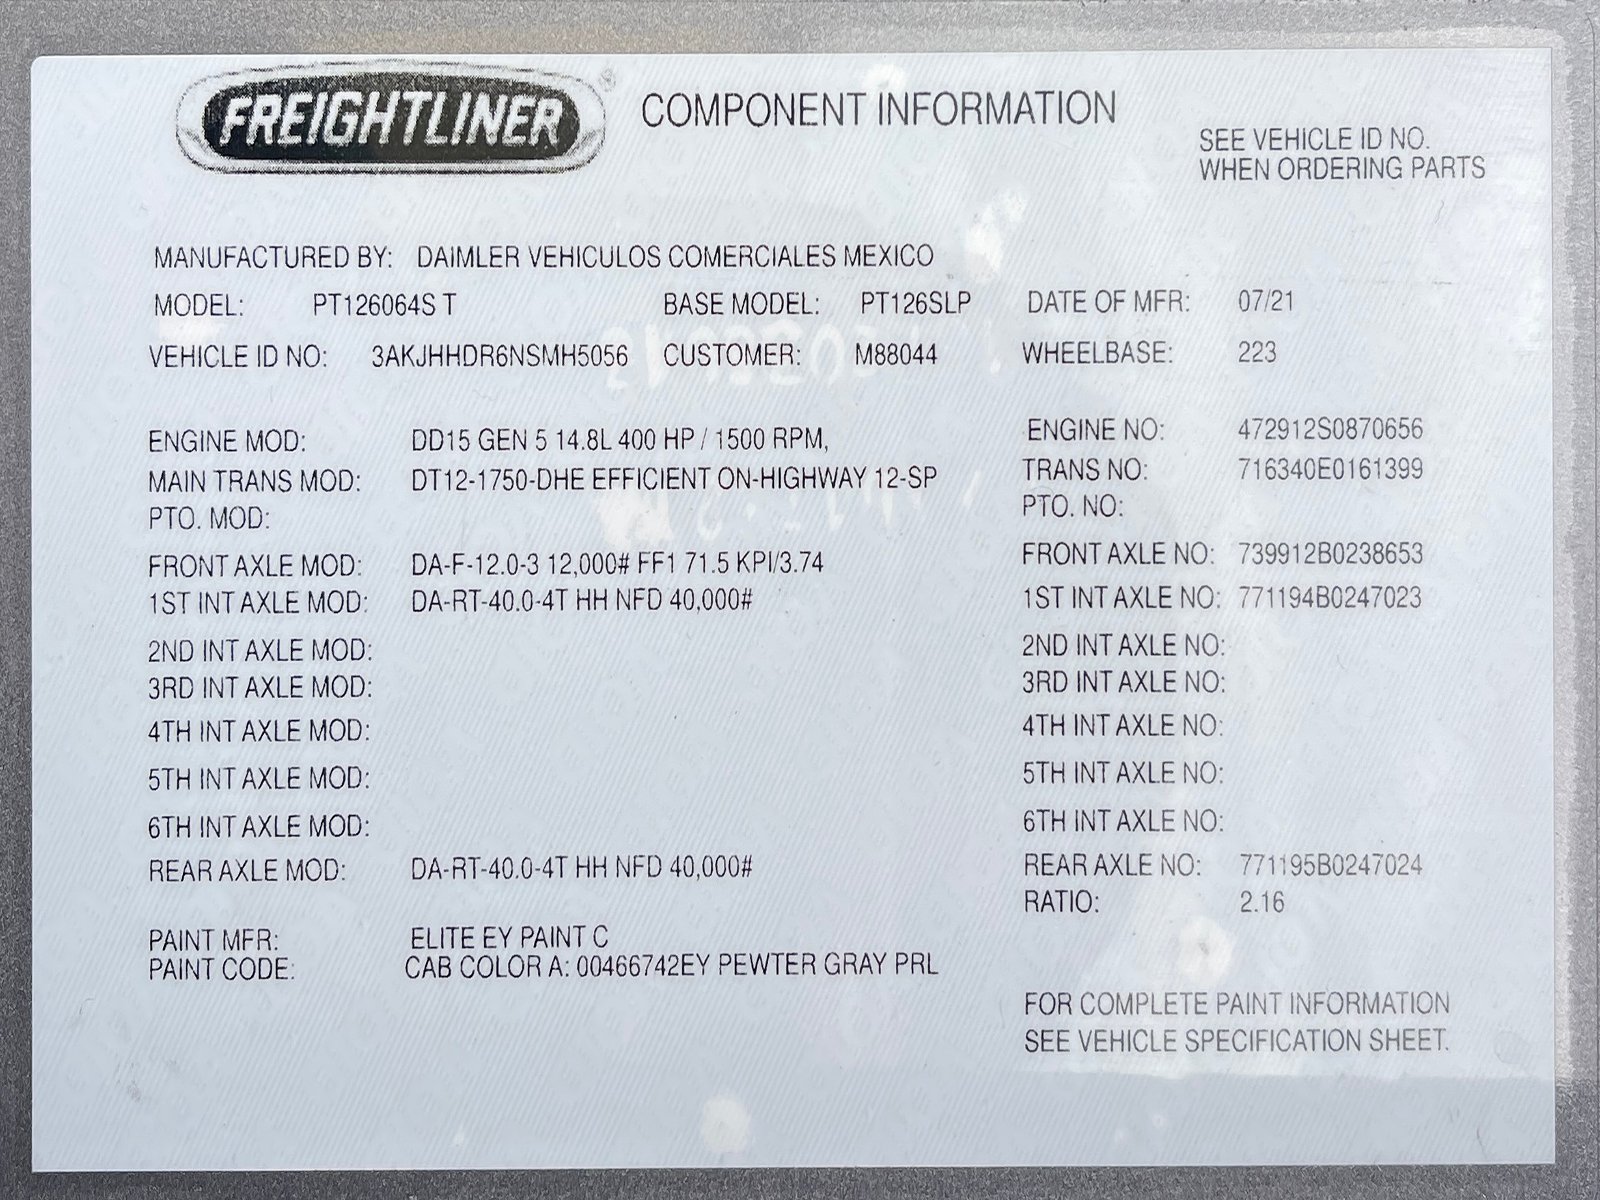 FREIGHTLINER ® COMPONENT INFORMATION
SEE VEHICLE ID NO.
WHEN ORDERING PARTS
MANUFACTURED BY: DAIMLER VEHICULOS COMERCIALES MEXICO
MODEL: PT126064S T BASE MODEL: PT126SLP DATE OF MFR: 07/21
VEHICLE ID NO: 3AKJHHDR6NSMH5056 CUSTOMER: M88044 WHEELBASE: 223
ENGINE MOD: DD15 GEN 5 14.8L 400 HP / 1500 RPM, ENGINE NO: 472912S0870656
MAIN TRANS MOD: DT12-1750-DHE EFFICIENT ON-HIGHWAY 12-SP TRANS NO: 716340E0161399
PTO. MOD: PTO. NO:
FRONT AXLE MOD: DA-F-12.0-3 12,000# FF1 71.5 KPI/3.74 FRONT AXLE NO: 739912B0238653
1ST INT AXLE MOD: DA-RT-40.0-4T HH NFD 40,000# 1ST INT AXLE NO: 771194B0247023
2ND INT AXLE MOD: 2ND INT AXLE NO:
3RD INT AXLE MOD: 3RD INT AXLE NO:
4TH INT AXLE MOD: 4TH INT AXLE NO:
5TH INT AXLE MOD: 5TH INT AXLE NO:
6TH INT AXLE MOD: 6TH INT AXLE NO:
REAR AXLE MOD: DA-RT-40.0-4T HH NFD 40,000# REAR AXLE NO: 771195B0247024
RATIO: 2.16
PAINT MFR: ELITE EY PAINT C
PAINT CODE: CAB COLOR A: 00466742EY PEWTER GRAY PRL
FOR COMPLETE PAINT INFORMATION
SEE VEHICLE SPECIFICATION SHEET.